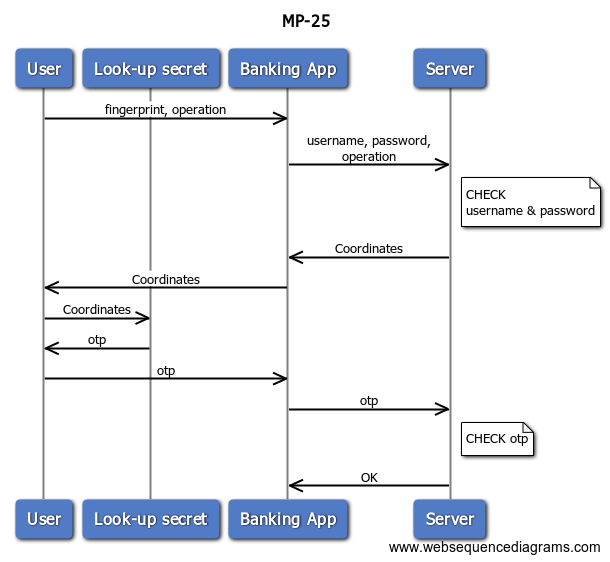 MP-25
User
Look-up secret
Banking App
Server
fingerprint, operation
username, password,
operation
CHECK
username & password
Coordinates
Coordinates
Coordinates
otp
otp
otp
CHECK otp
OK
User
Look-up secret
Banking App
Server
www.websequencediagrams.com